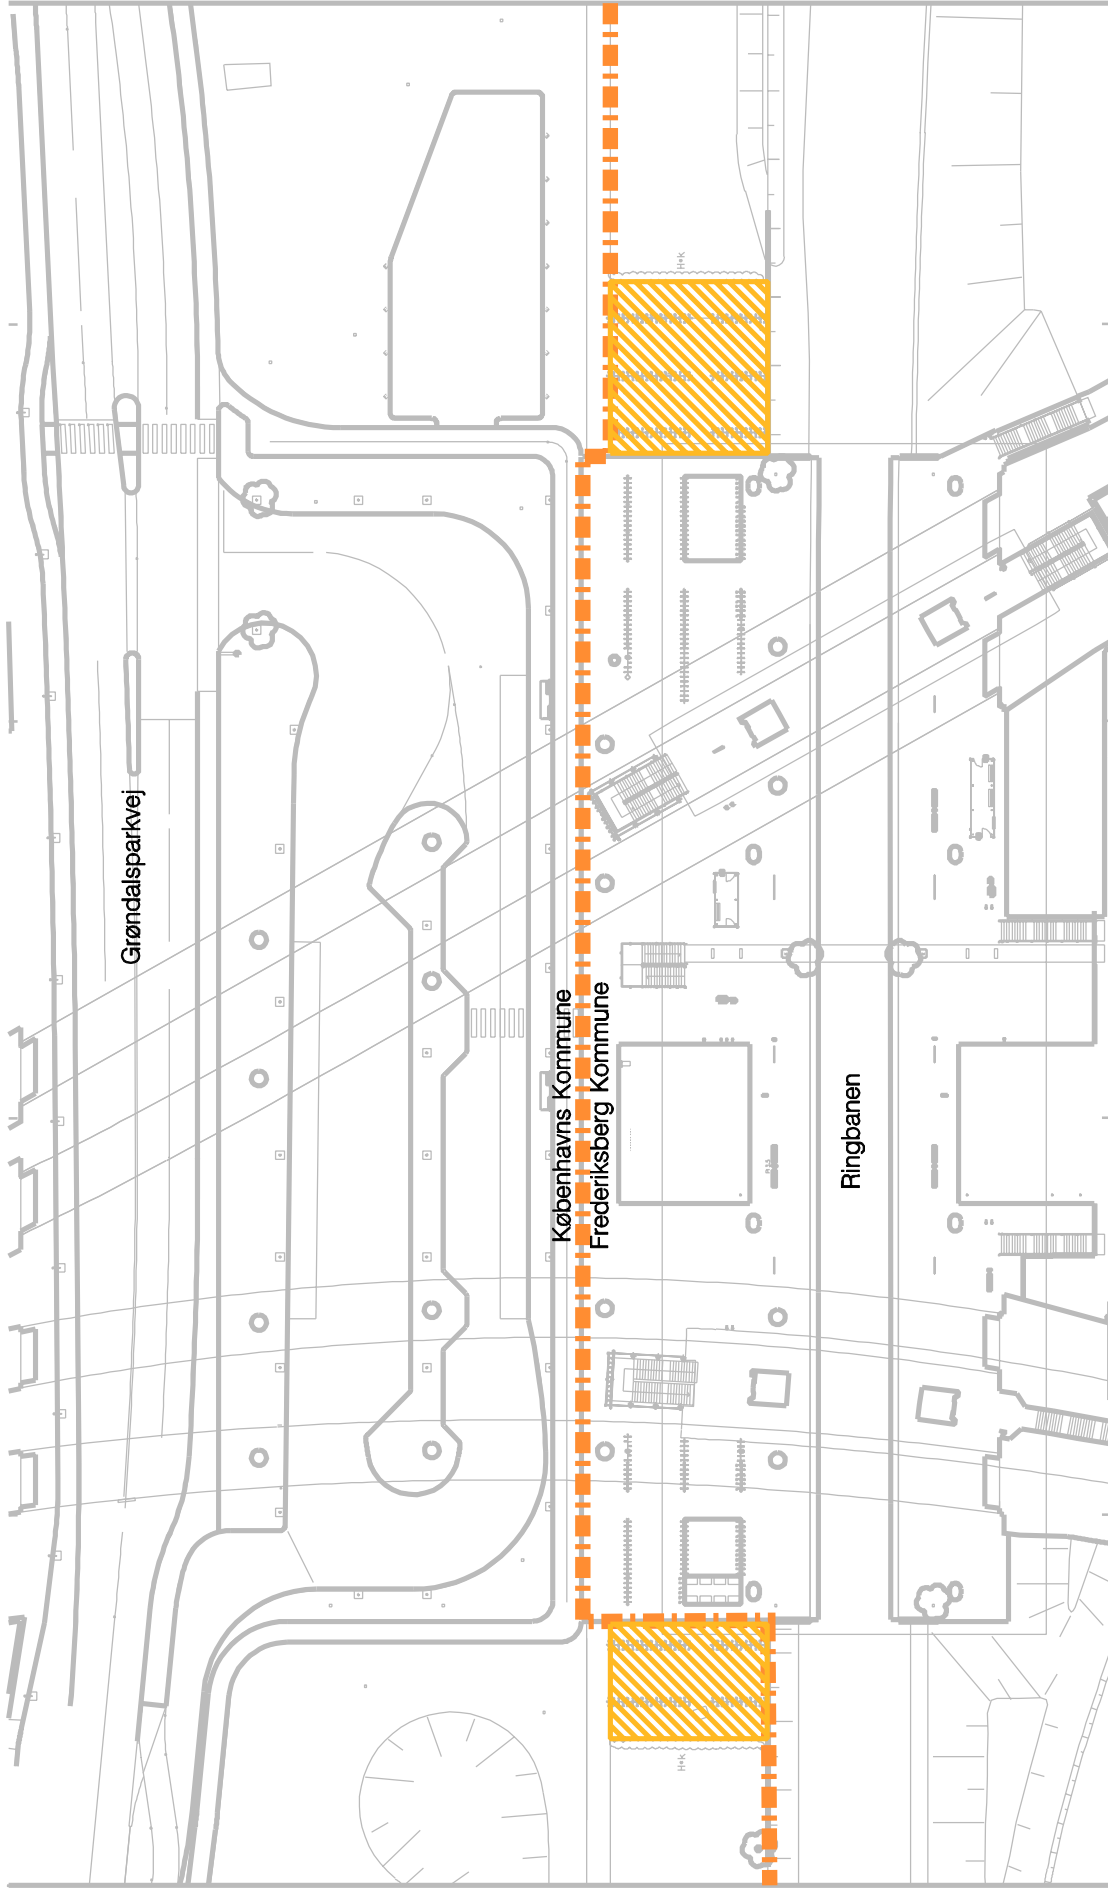 Grøndalsparkvej
Københavns Kommune
Frederiksberg Kommune
Ringbanen
H•K
H•k